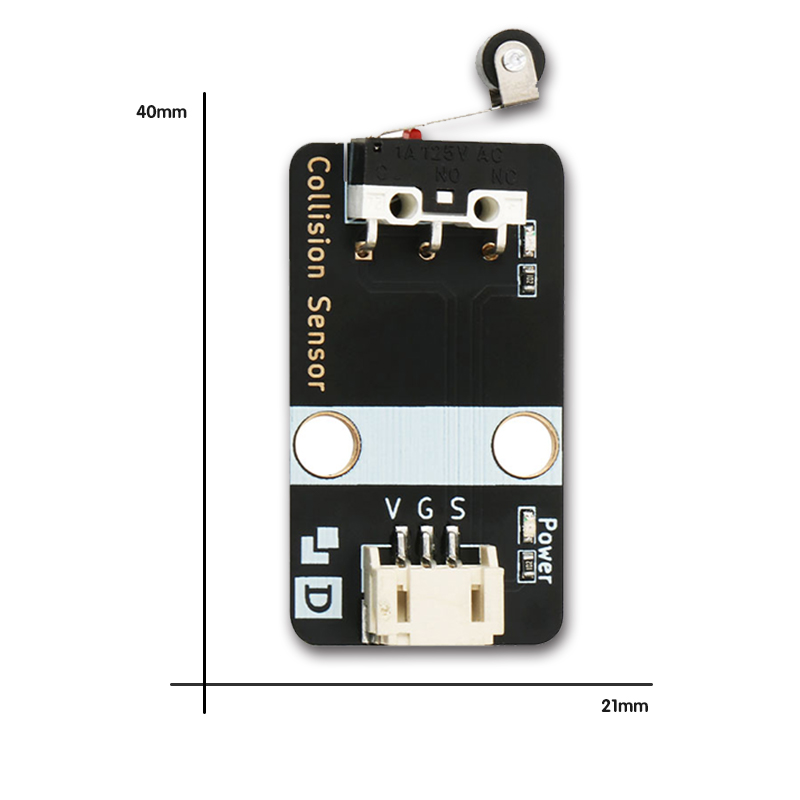 40mm
1A 125V AC
C NO NC
Collision Sensor
V G S
Power
D
21mm